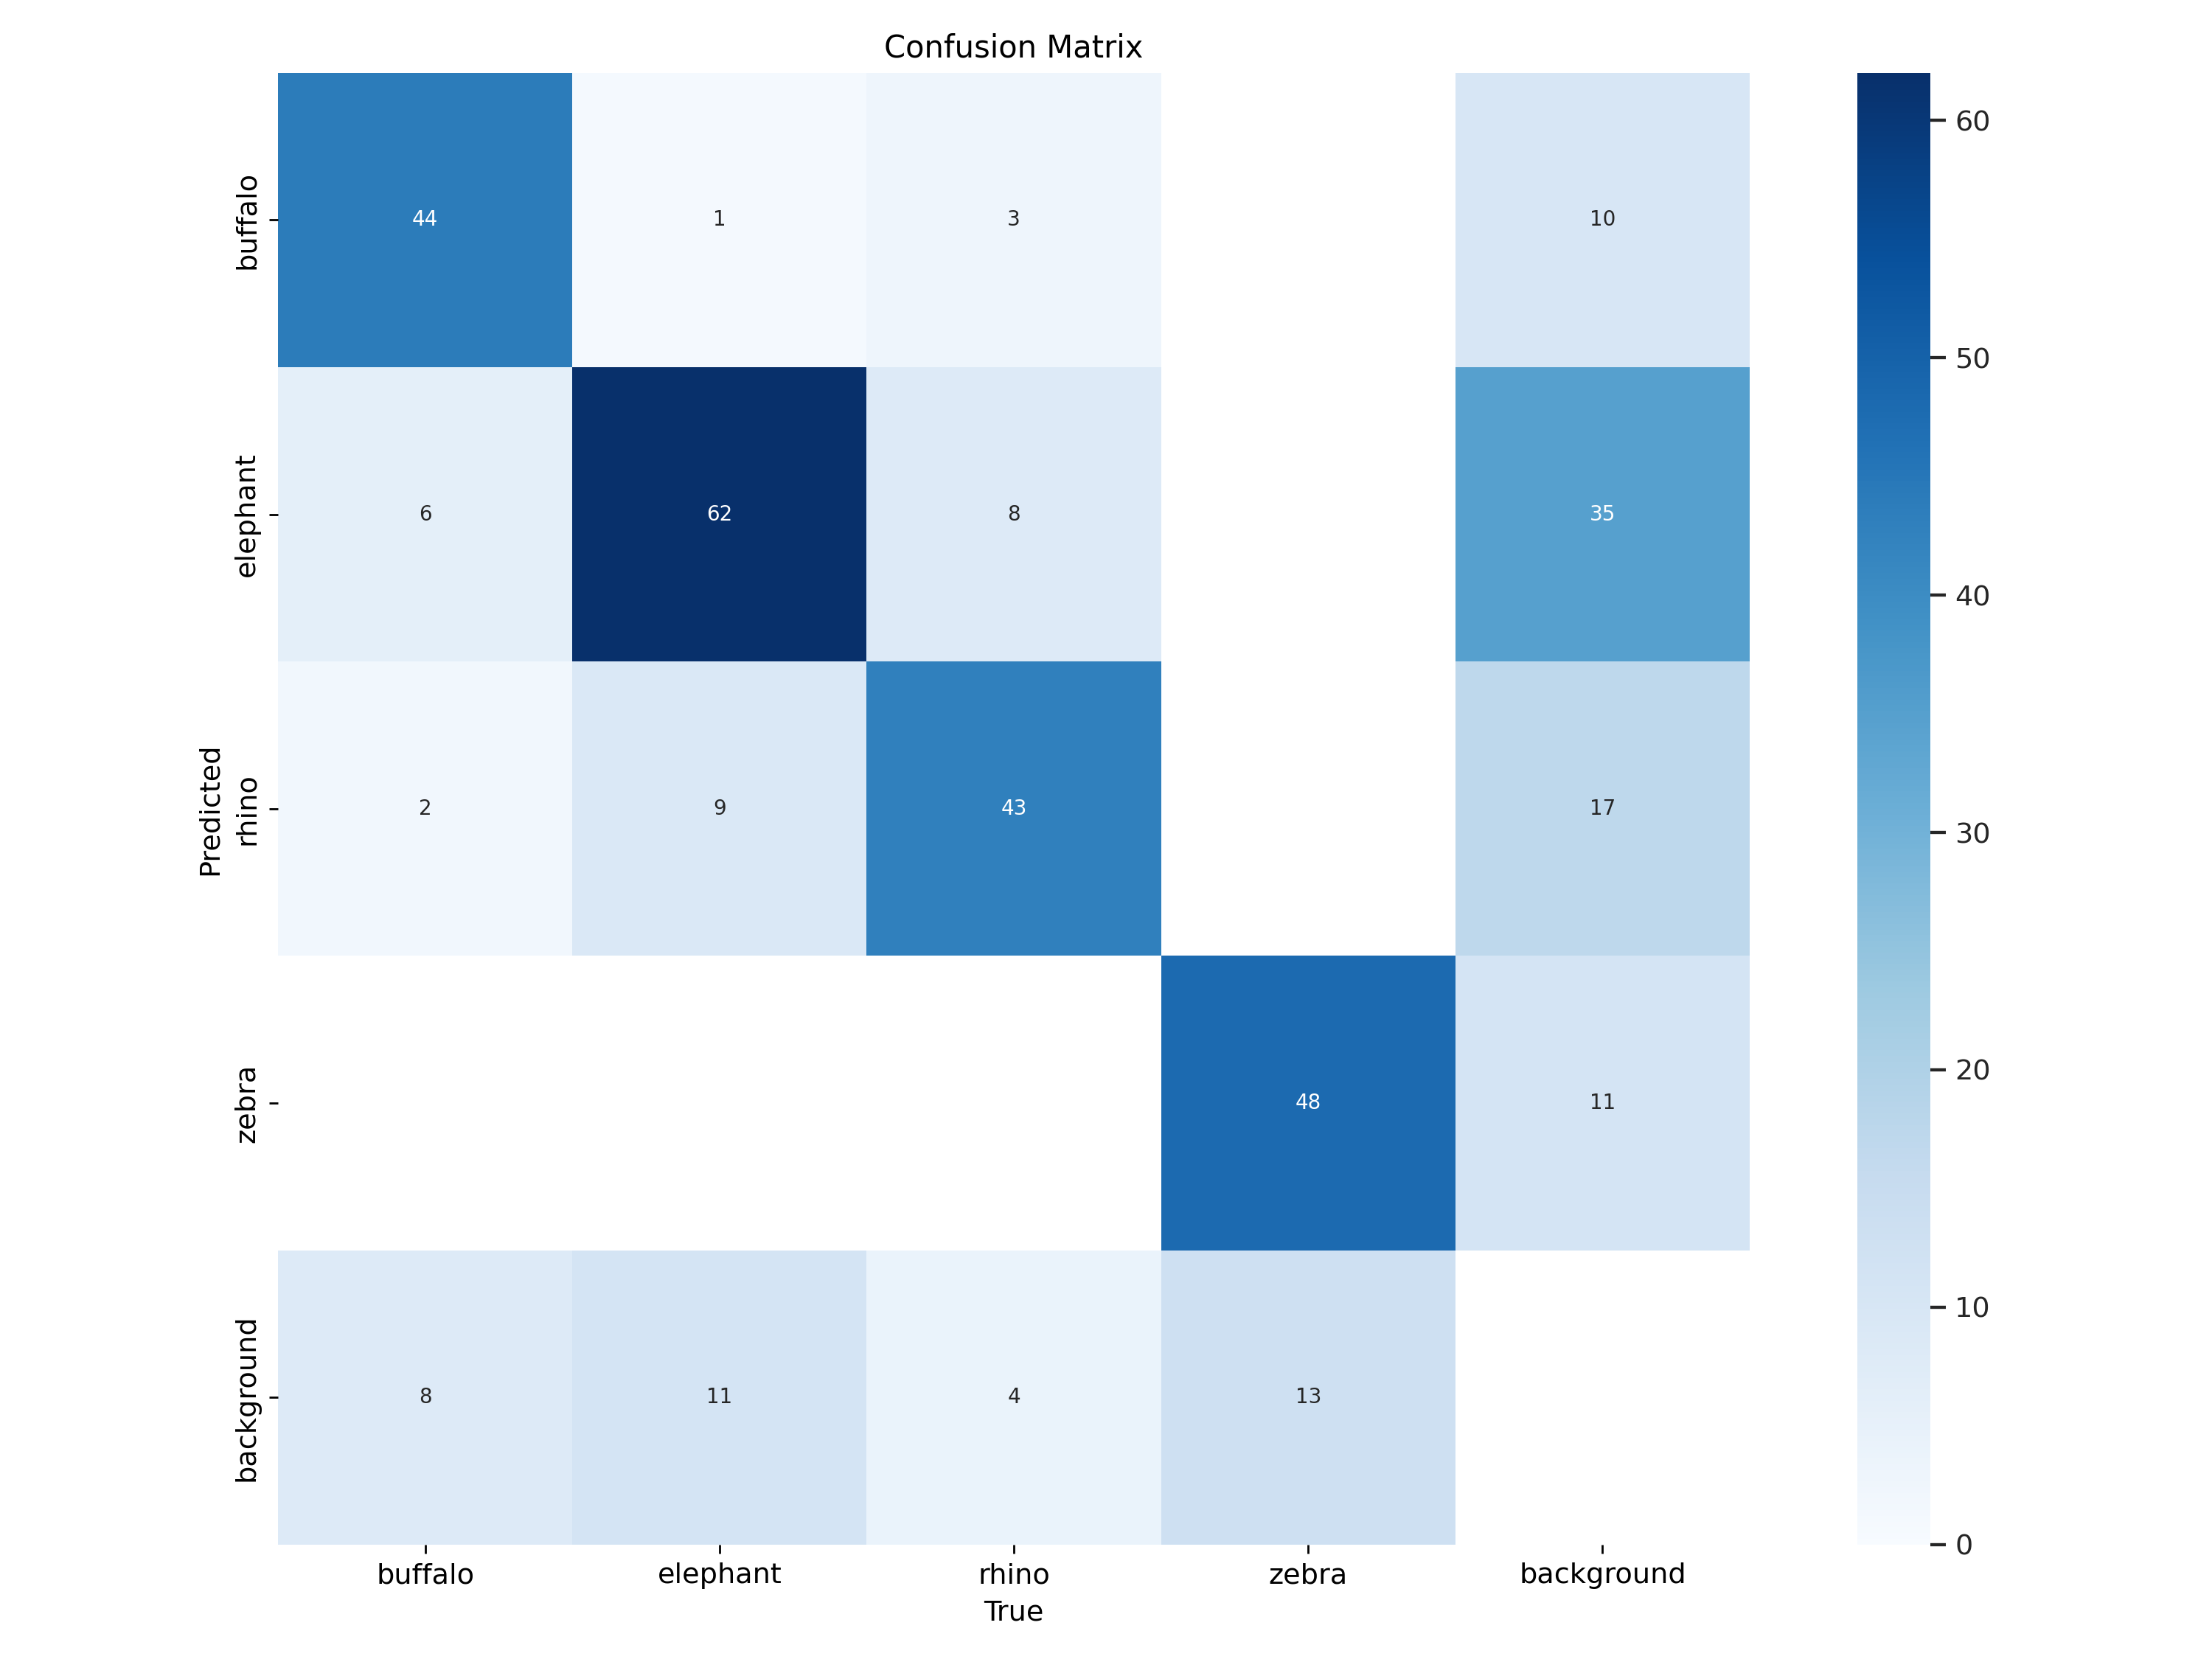 Confusion Matrix
Predicted
buffalo
44 1 3 10
elephant
6 62 8 35
rhino
2 9 43 17
zebra
48 11
background
8 11 4 13
buffalo elephant rhino zebra background
True
60
50
40
30
20
10
0